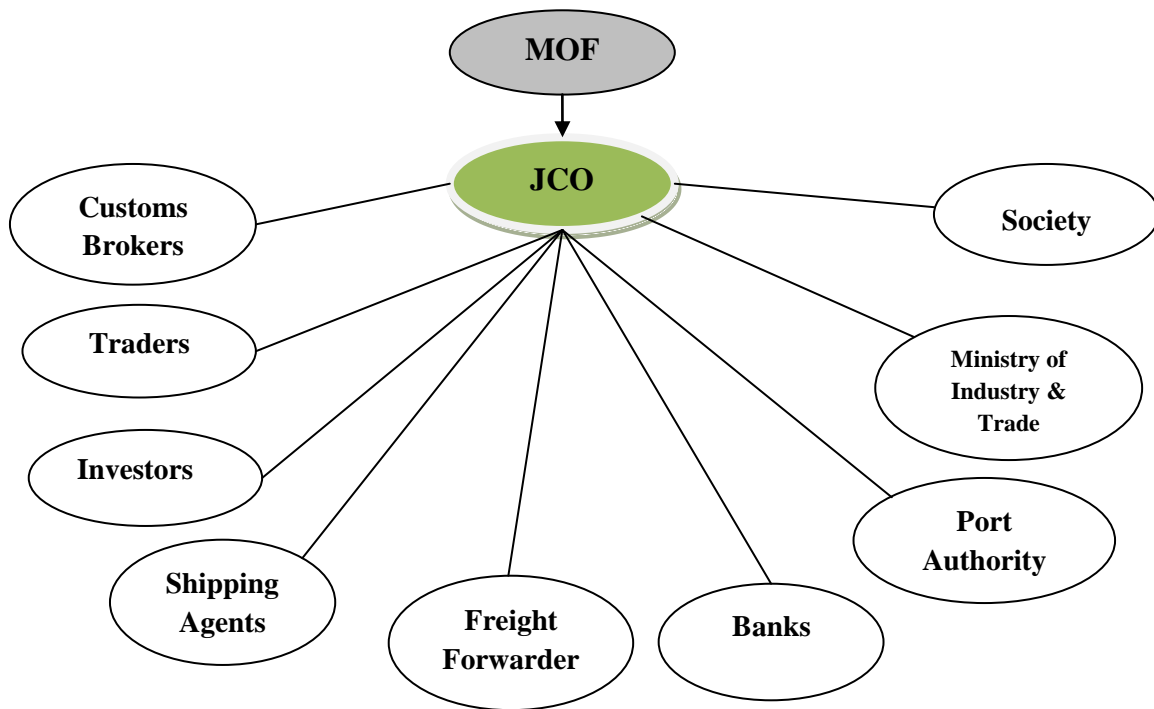 MOF
JCO
Customs
Brokers
Society
Traders
Ministry of
Industry &
Trade
Investors
Port
Authority
Shipping
Agents
Freight
Forwarder
Banks